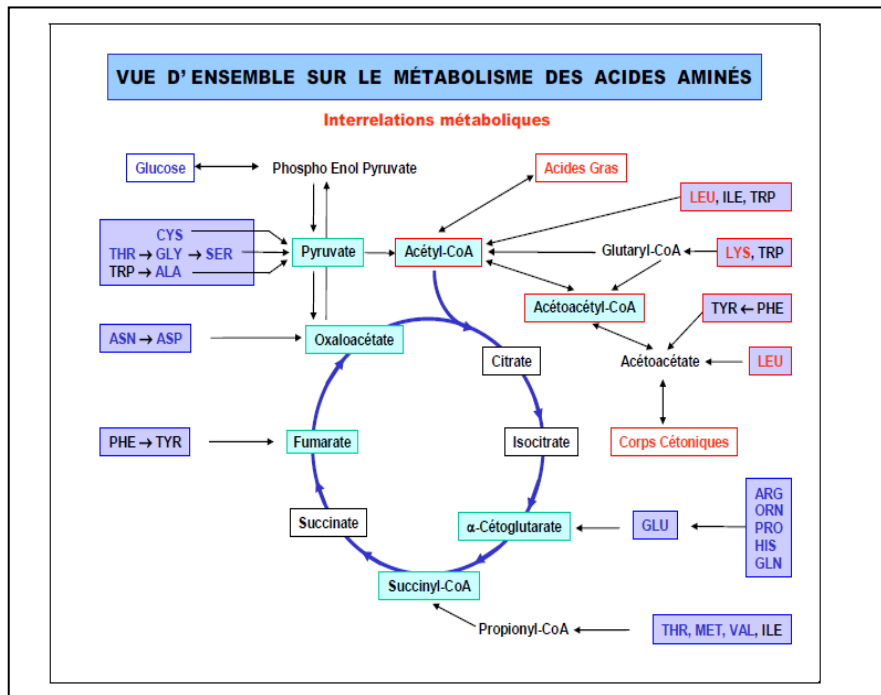 VUE D' ENSEMBLE SUR LE MÉTABOLISME DES ACIDES AMINÉS
Interrelations métaboliques
Glucose
Phospho Enol Pyruvate
Acides Gras
LEU, ILE, TRP
CYS
THR → GLY → SER
TRP → ALA
Pyruvate
Acétyl-CoA
Glutaryl-CoA
LYS, TRP
Acétoacétyl-CoA
TYR ← PHE
ASN → ASP
Oxaloacétate
Citrate
Acétoacétate
LEU
PHE → TYR
Fumarate
Isocitrate
Corps Cétoniques
Succinate
α-Cétoglutarate
GLU
ARG
ORN
PRO
HIS
GLN
Succinyl-CoA
Propionyl-CoA
THR, MET, VAL, ILE